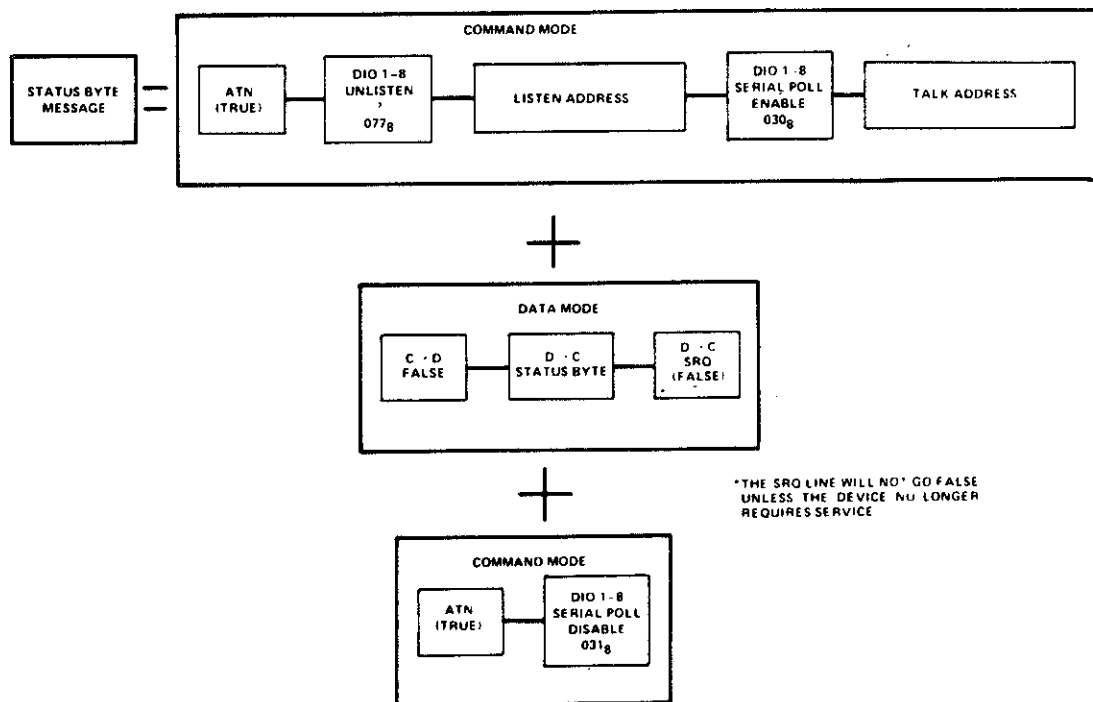 COMMAND MODE
STATUS BYTE
MESSAGE
=
ATN
(TRUE)
DIO 1-8
UNLISTEN
?
077₈
LISTEN ADDRESS
DIO 1-8
SERIAL POLL
ENABLE
030₈
TALK ADDRESS
+
DATA MODE
C - D
FALSE
D - C
STATUS BYTE
D - C
SRQ
(FALSE)
+
*THE SRQ LINE WILL NO* GO FALSE
UNLESS THE DEVICE NO LONGER
REQUIRES SERVICE
COMMAND MODE
ATN
(TRUE)
DIO 1-8
SERIAL POLL
DISABLE
031₈